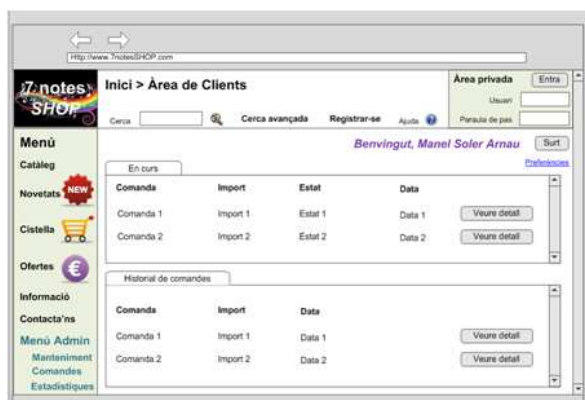 Http://www.7notesSHOP.com
7 notes
SHOP
Inici > Àrea de Clients
Àrea privada
Entra
Usuari
Cerca
Cerca avançada
Registrar-se
Ajuda
Paraula de pas
Menú
Benvingut, Manel Soler Arnau
Surt
Preferències
Catàleg
En curs
Comanda Import Estat Data
Novetats
NEW
Comanda 1 Import 1 Estat 1 Data 1 Veure detall
Cistella
Comanda 2 Import 2 Estat 2 Data 2 Veure detall
Ofertes
€
Historial de comandes
Informació
Comanda Import Data
Contacta'ns
Menú Admin
Comanda 1 Import 1 Data 1 Veure detall
Manteniment
Comanda 2 Import 2 Data 2 Veure detall
Comandes
Estadístiques